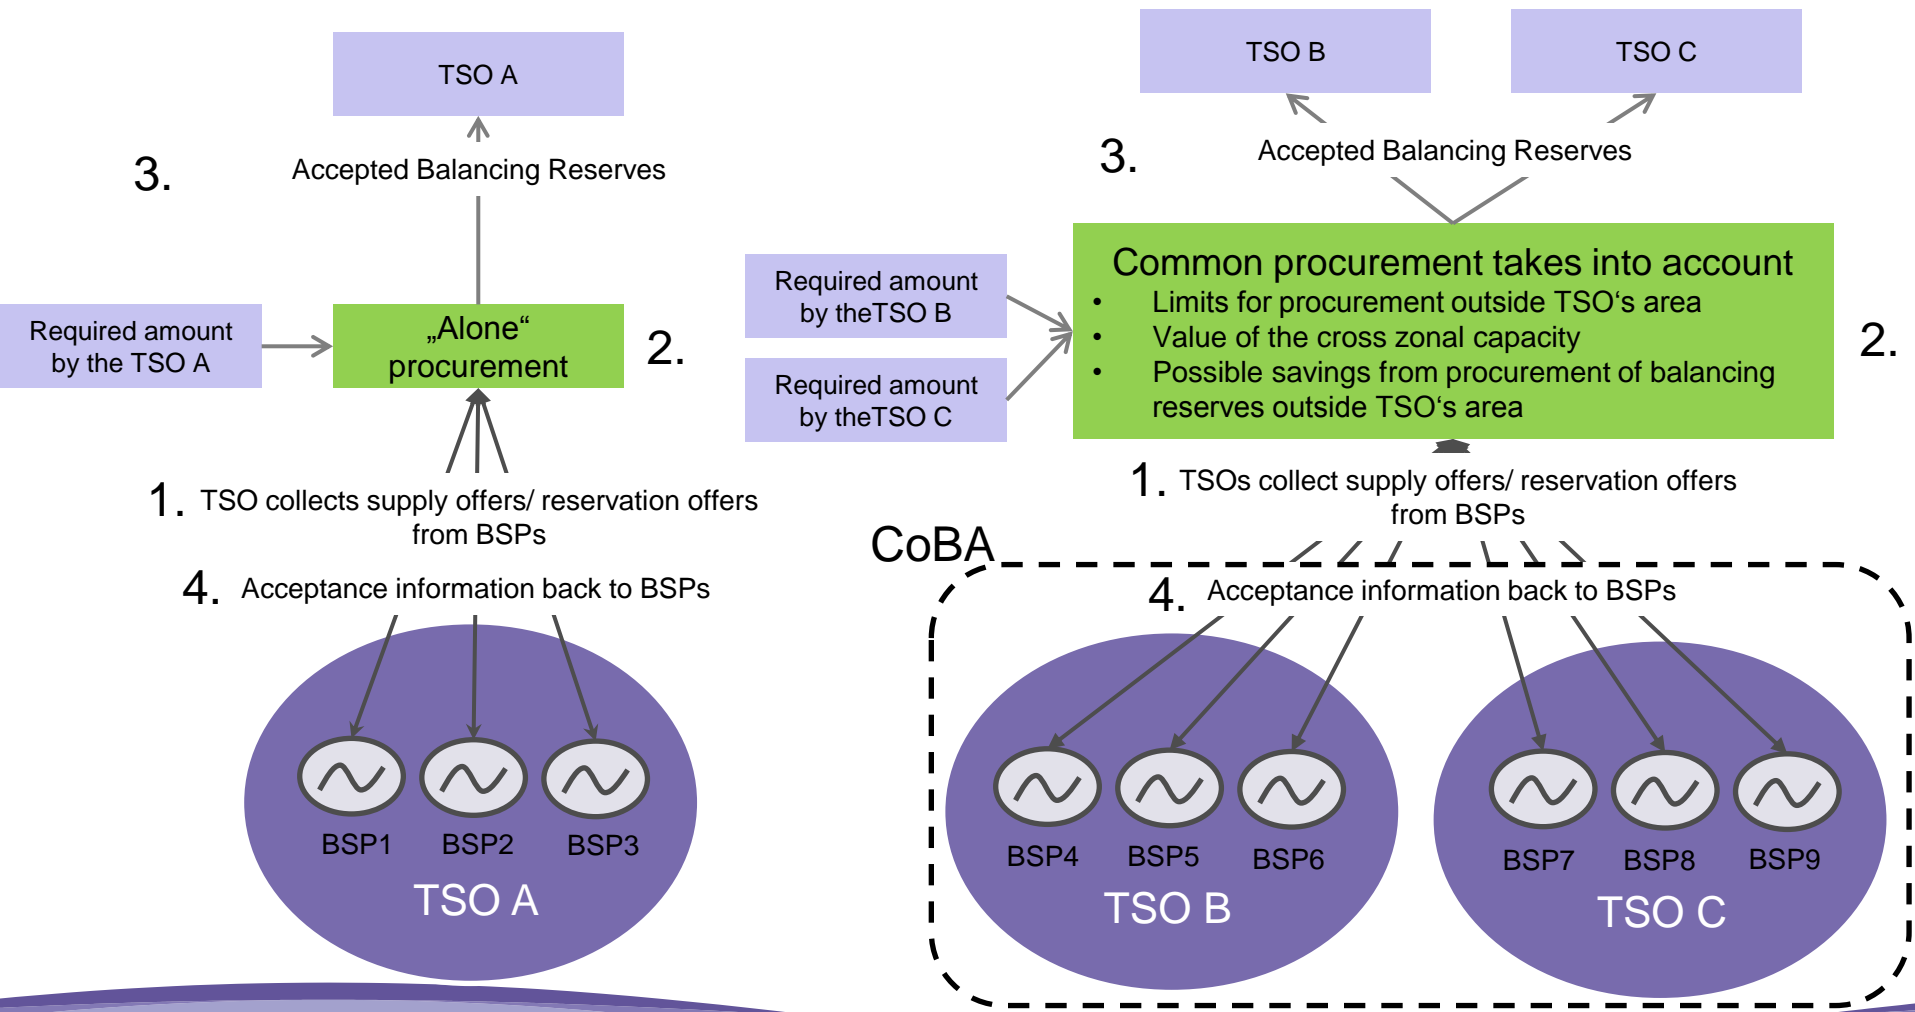 TSO A
3.
Accepted Balancing Reserves
Required amount
by the TSO A
„Alone“
procurement
2.
1.
TSO collects supply offers/ reservation offers
from BSPs
4.
Acceptance information back to BSPs
BSP1
BSP2
BSP3
TSO A
TSO B
TSO C
3.
Accepted Balancing Reserves
Required amount
by theTSO B
Required amount
by theTSO C
Common procurement takes into account
• Limits for procurement outside TSO‘s area
• Value of the cross zonal capacity
• Possible savings from procurement of balancing
reserves outside TSO‘s area
2.
1.
TSOs collect supply offers/ reservation offers
from BSPs
CoBA
4.
Acceptance information back to BSPs
BSP4
BSP5
BSP6
TSO B
BSP7
BSP8
BSP9
TSO C